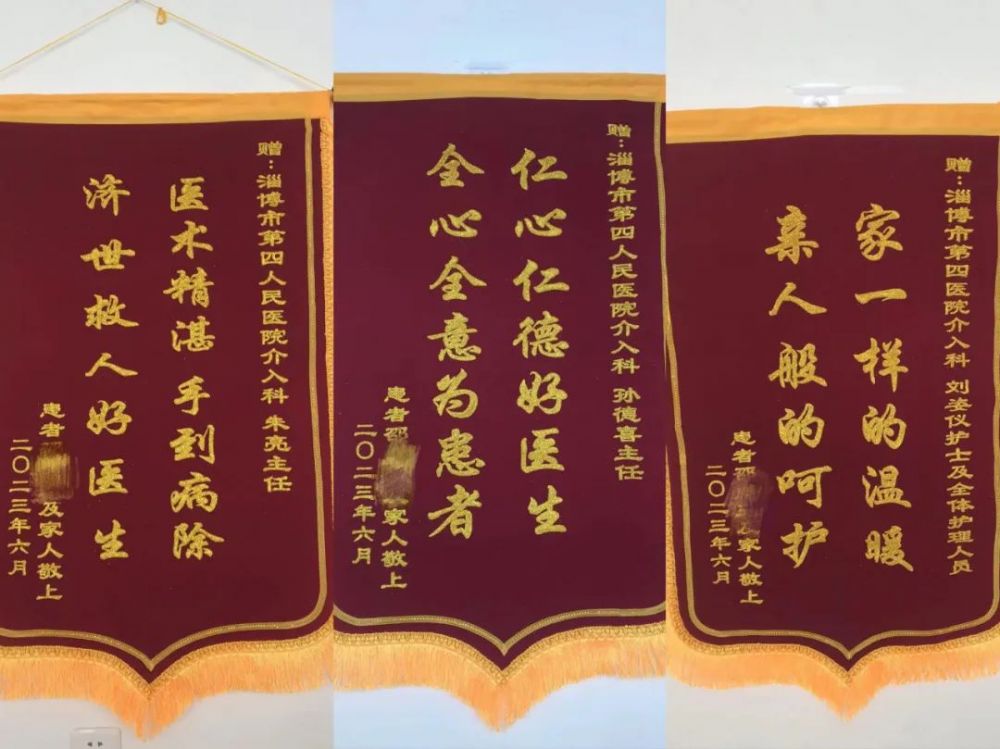 赠：淄博市第四人民医院介入科 朱亮主任
医术精湛 手到病除
济世救人好医生
患者 及家人敬上
二〇二三年六月
赠：淄博市第四人民医院介入科 孙德喜主任
仁心仁德好医生
全心全意为患者
患者邵 家人敬上
二〇二三年六月
赠：淄博市第四医院介入科 刘姿仪护士及全体护理人员
家一样的温暖
亲人般的呵护
患者邵 家人敬上
二〇二三年六月